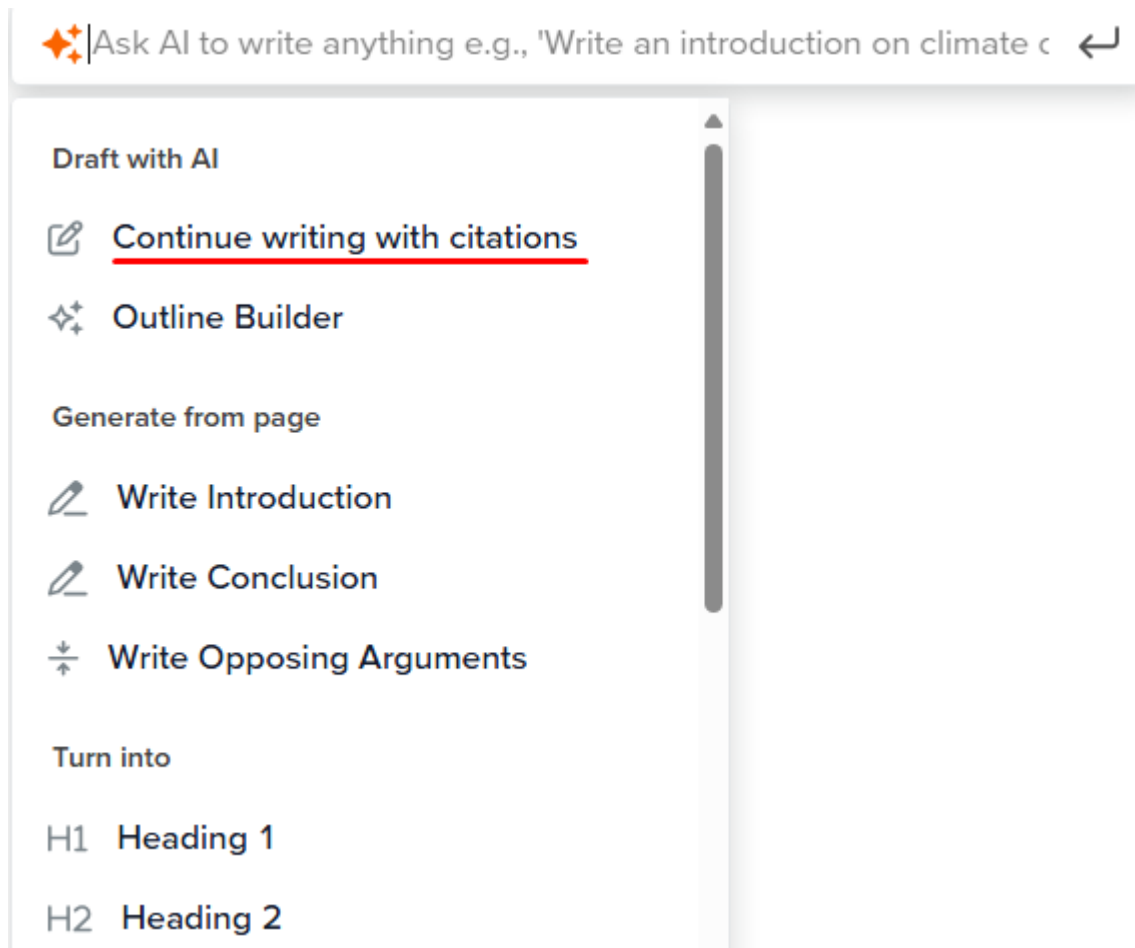 Ask AI to write anything e.g., 'Write an introduction on climate c
Draft with AI
Continue writing with citations
Outline Builder
Generate from page
Write Introduction
Write Conclusion
Write Opposing Arguments
Turn into
H1 Heading 1
H2 Heading 2